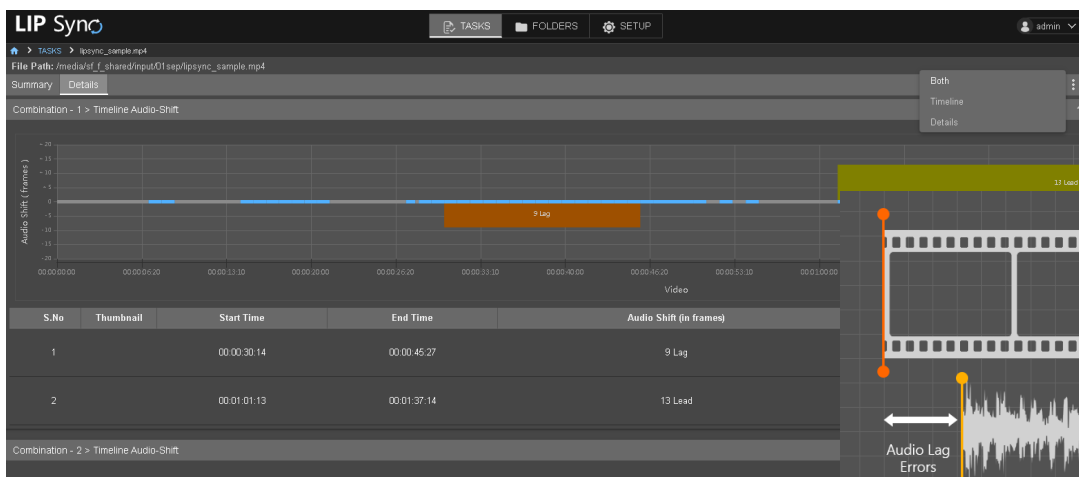 LIP Sync
TASKS
FOLDERS
SETUP
admin
TASKS > lipsync_sample.mp4
File Path: /media/sf_f_shared/input/01sep/lipsync_sample.mp4
Summary Details
Both
Timeline
Details
Combination - 1 > Timeline Audio-Shift
Audio Shift ( frames )
+ 20
+ 15
+ 10
+ 5
0
-5
-10
-15
-20
9 Lag
13 Lead
00:00:00:00 00:00:06:20 00:00:13:10 00:00:20:00 00:00:26:20 00:00:33:10 00:00:40:00 00:00:46:20 00:00:53:10 00:01:00:00
Video
S.No Thumbnail Start Time End Time Audio Shift (in frames)
1 00:00:30:14 00:00:45:27 9 Lag
2 00:01:01:13 00:01:37:14 13 Lead
Combination - 2 > Timeline Audio-Shift
Audio Lag
Errors